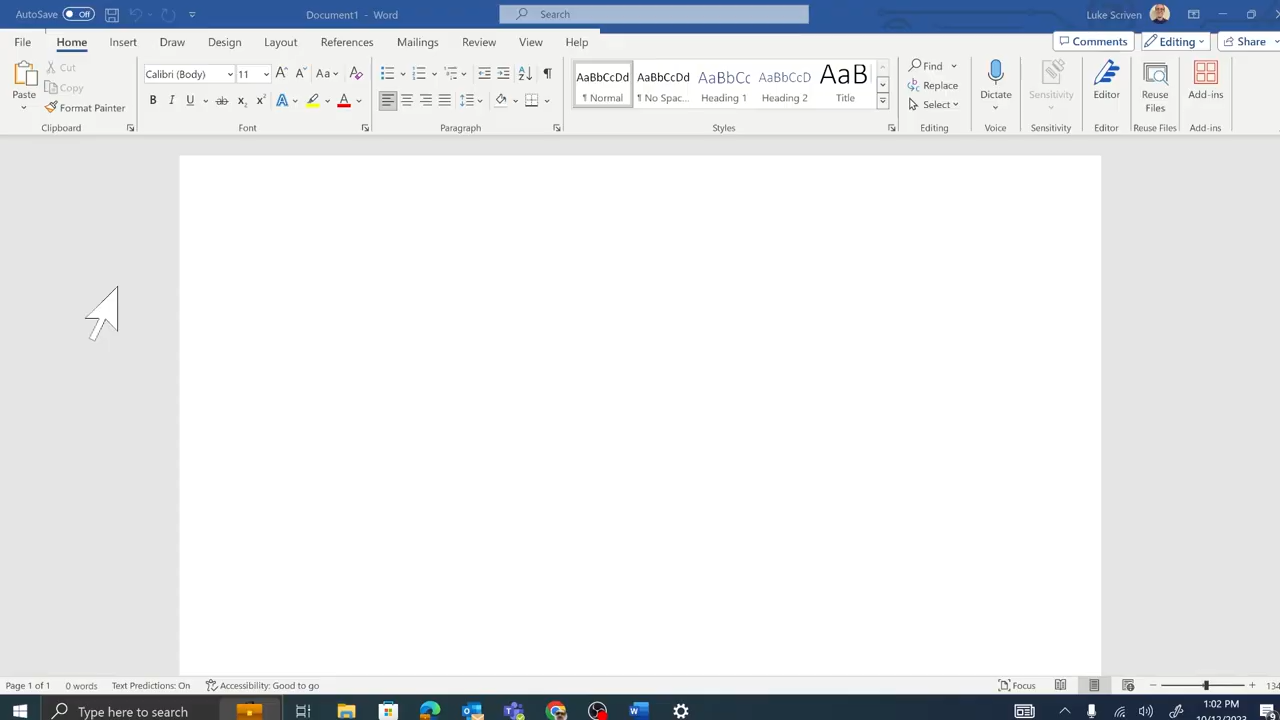 AutoSave Off Document1 - Word Search Luke Scriven
File Home Insert Draw Design Layout References Mailings Review View Help Comments Editing Share
Paste Cut Copy Format Painter Clipboard
Calibri (Body) 11 A A Aa A
B I U ab x2 x2 A A Font
Paragraph
AaBbCcDd AaBbCcDd AaBbCc AaBbCcD AaB
¶ Normal ¶ No Spac... Heading 1 Heading 2 Title
Styles
Find Replace Select Editing
Dictate Voice
Sensitivity Sensitivity
Editor Editor
Reuse Files Reuse Files
Add-ins Add-ins
Page 1 of 1 0 words Text Predictions: On Accessibility: Good to go Focus
Type here to search 1:02 PM